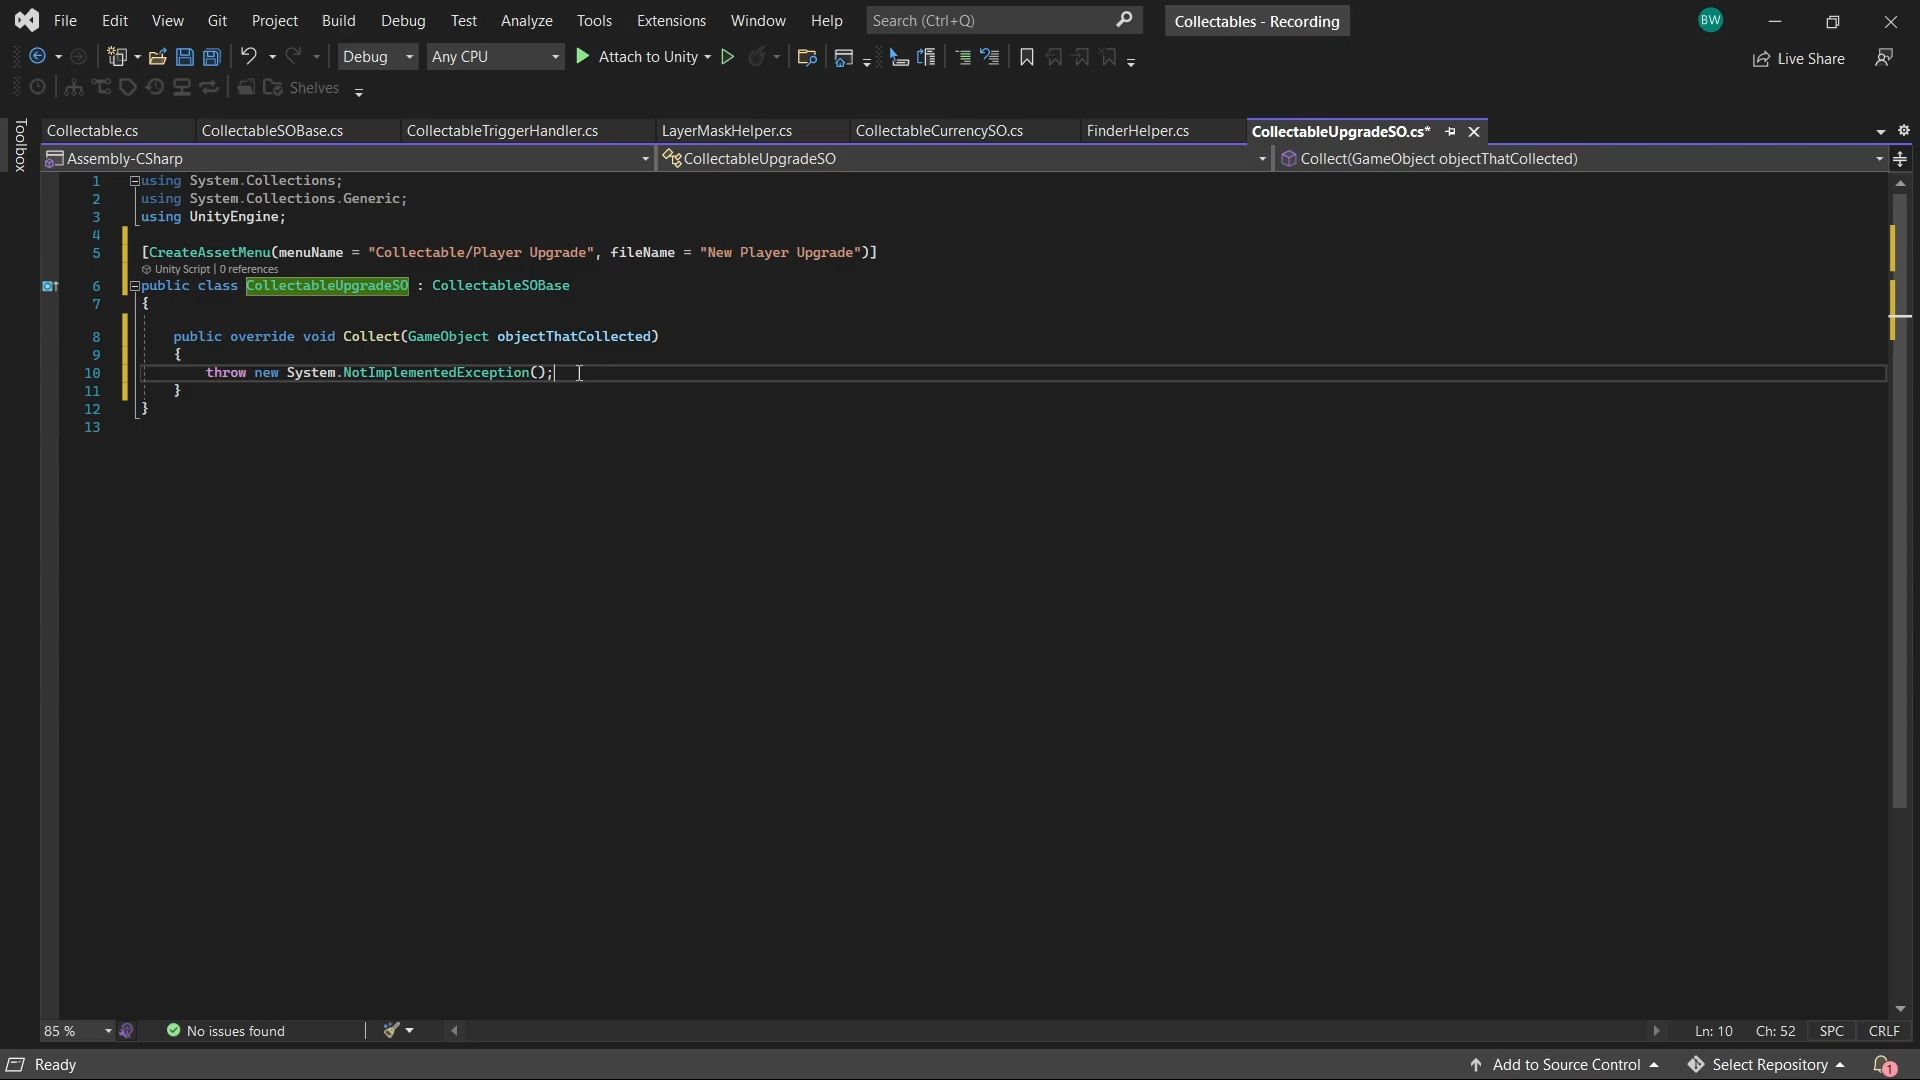 File Edit View Git Project Build Debug Test Analyze Tools Extensions Window Help Search (Ctrl+Q) Collectables - Recording BW
Debug Any CPU Attach to Unity Live Share
Shelves
Toolbox
Collectable.cs CollectableSOBase.cs CollectableTriggerHandler.cs LayerMaskHelper.cs CollectableCurrencySO.cs FinderHelper.cs CollectableUpgradeSO.cs*
Assembly-CSharp CollectableUpgradeSO Collect(GameObject objectThatCollected)
1 using System.Collections;
2 using System.Collections.Generic;
3 using UnityEngine;
4
5 [CreateAssetMenu(menuName = "Collectable/Player Upgrade", fileName = "New Player Upgrade")]
Unity Script | 0 references
6 public class CollectableUpgradeSO : CollectableSOBase
7 {
8 public override void Collect(GameObject objectThatCollected)
9 {
10 throw new System.NotImplementedException();
11 }
12 }
13
85 % No issues found Ln: 10 Ch: 52 SPC CRLF
Ready Add to Source Control Select Repository 1